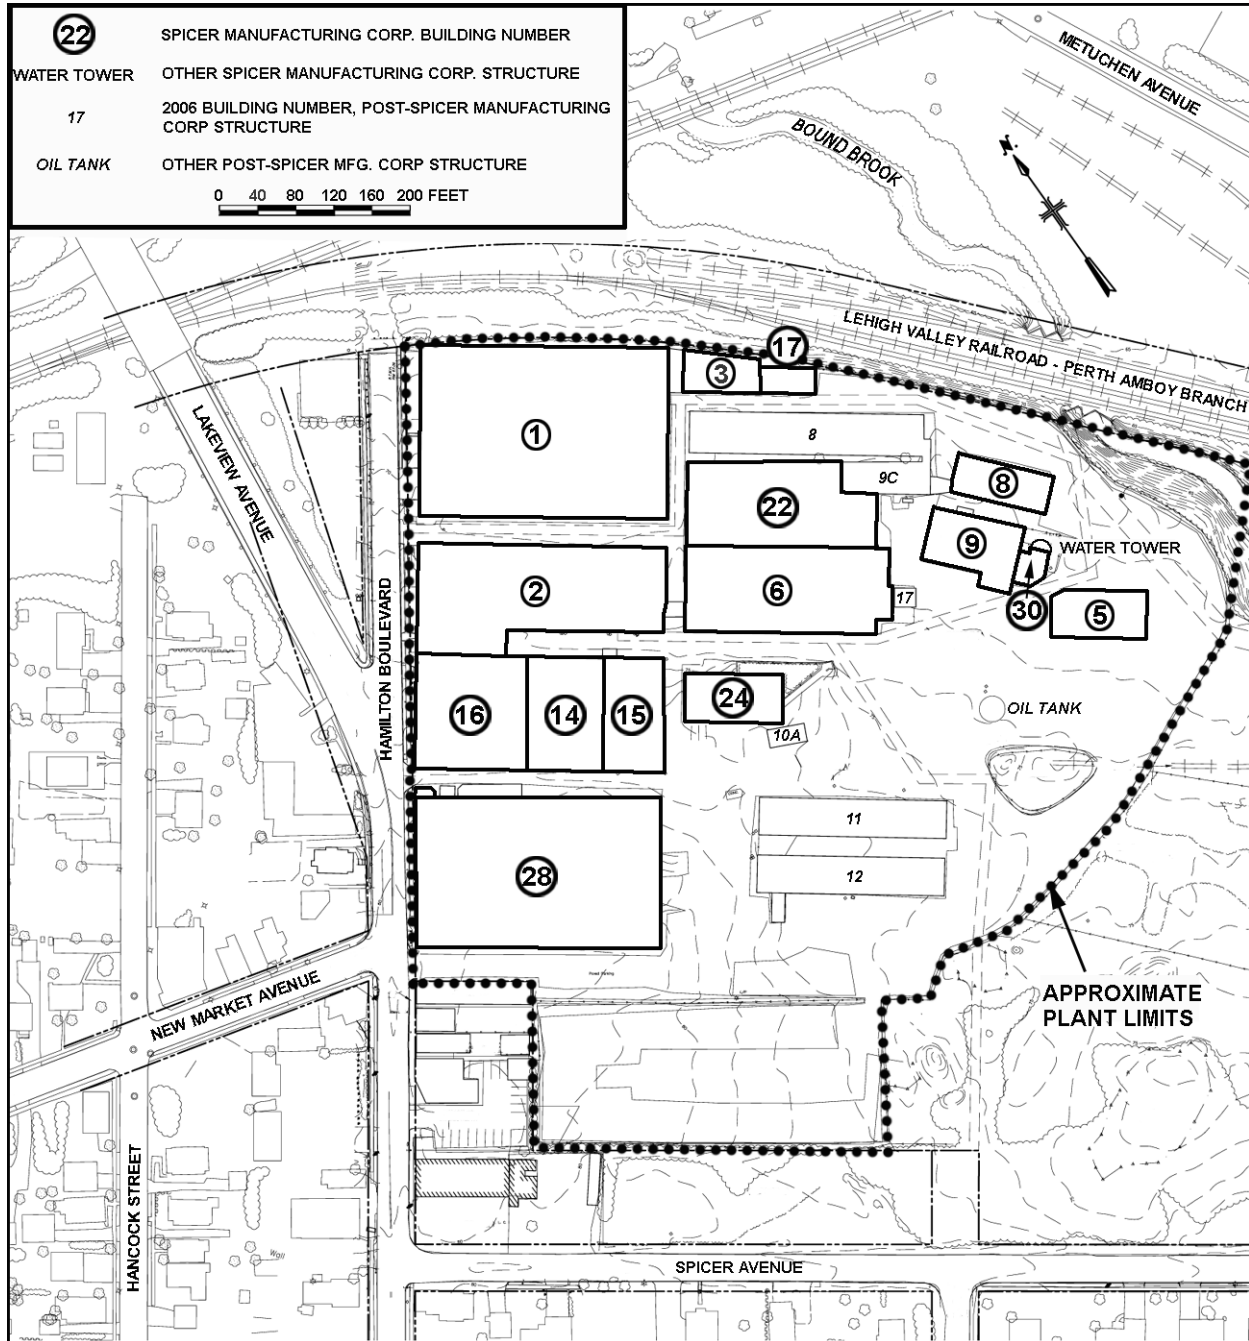 22 SPICER MANUFACTURING CORP. BUILDING NUMBER
WATER TOWER OTHER SPICER MANUFACTURING CORP. STRUCTURE
17 2006 BUILDING NUMBER, POST-SPICER MANUFACTURING
CORP STRUCTURE
OIL TANK OTHER POST-SPICER MFG. CORP STRUCTURE
0 40 80 120 160 200 FEET
METUCHEN AVENUE
BOUND BROOK
N.
LEHIGH VALLEY RAILROAD - PERTH AMBOY BRANCH
17
3
1
8
9C
8
22
LAKEVIEW AVENUE
9
WATER TOWER
2
6
17
30
5
HAMILTON BOULEVARD
16
14
15
24
OIL TANK
10A
11
28
12
NEW MARKET AVENUE
APPROXIMATE
PLANT LIMITS
HANCOCK STREET
Wall
SPICER AVENUE